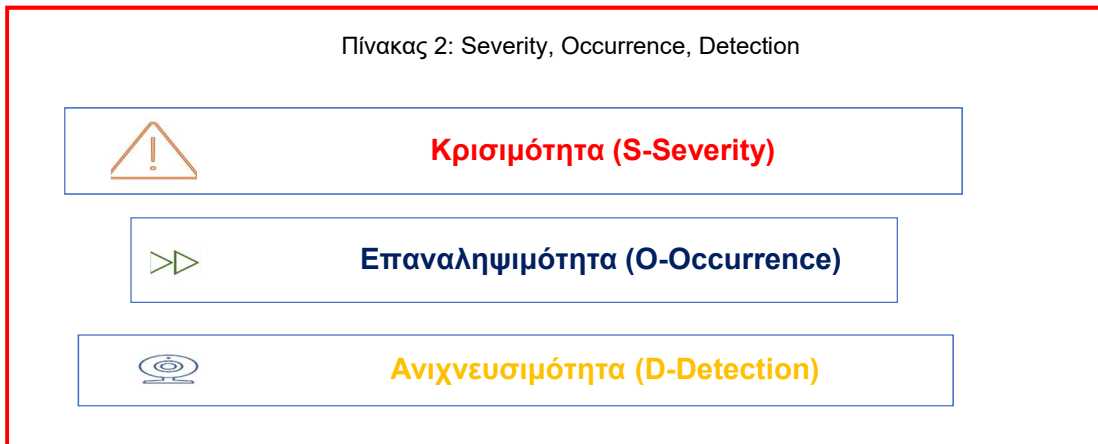 Πίνακας 2: Severity, Occurrence, Detection
Κρισιμότητα (S-Severity)
Επαναληψιμότητα (O-Occurrence)
Ανιχνευσιμότητα (D-Detection)